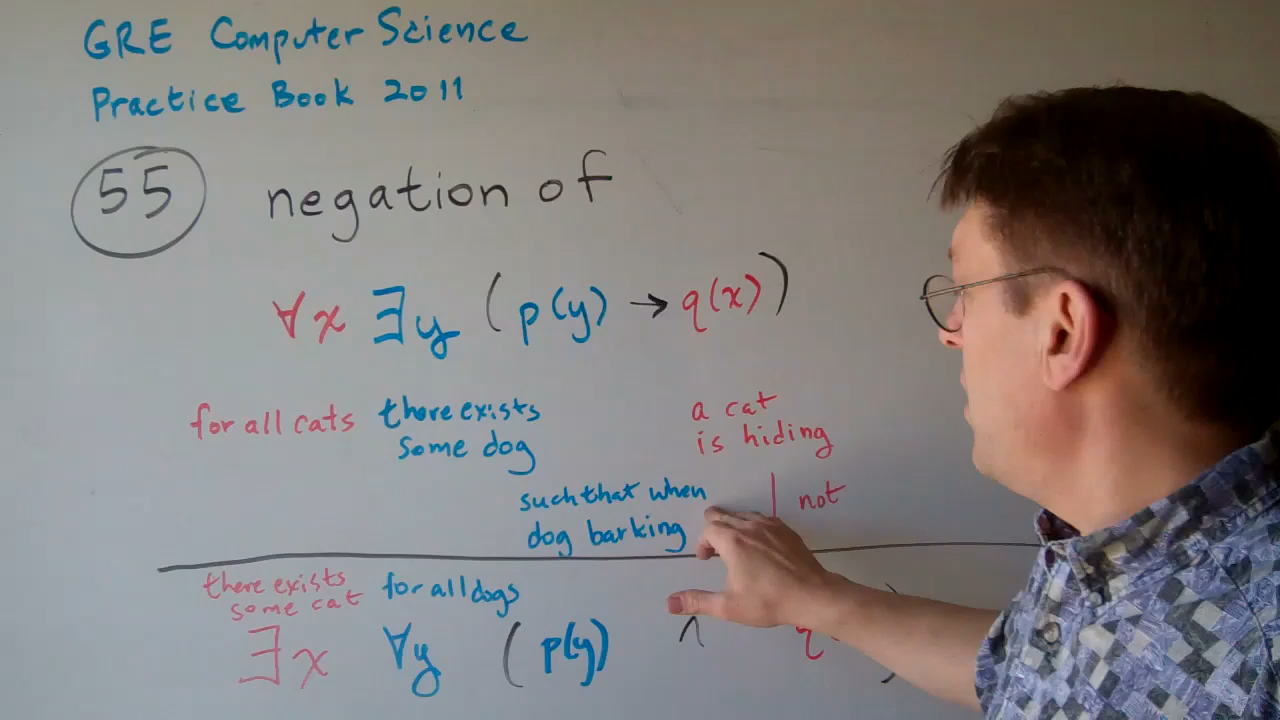 GRE Computer Science
Practice Book 2011
55 negation of
∀x ∃y (p(y) → q(x))
for all cats there exists some dog
a cat is hiding
such that when dog barking
not
there exists some cat for all dogs
∃x ∀y (p(y) ∧ q )